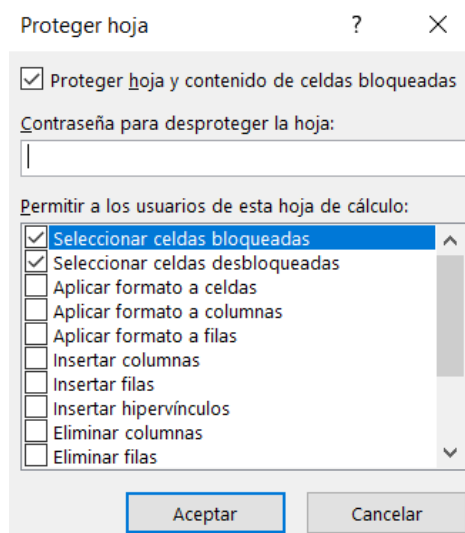 Proteger hoja ?
Proteger hoja y contenido de celdas bloqueadas
Contraseña para desproteger la hoja:
Permitir a los usuarios de esta hoja de cálculo:
Seleccionar celdas bloqueadas
Seleccionar celdas desbloqueadas
Aplicar formato a celdas
Aplicar formato a columnas
Aplicar formato a filas
Insertar columnas
Insertar filas
Insertar hipervínculos
Eliminar columnas
Eliminar filas
Aceptar Cancelar